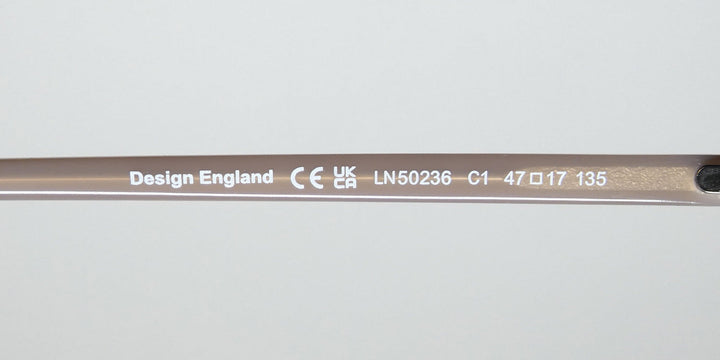 Design England CE UKCA LN50236 C1 47□17 135